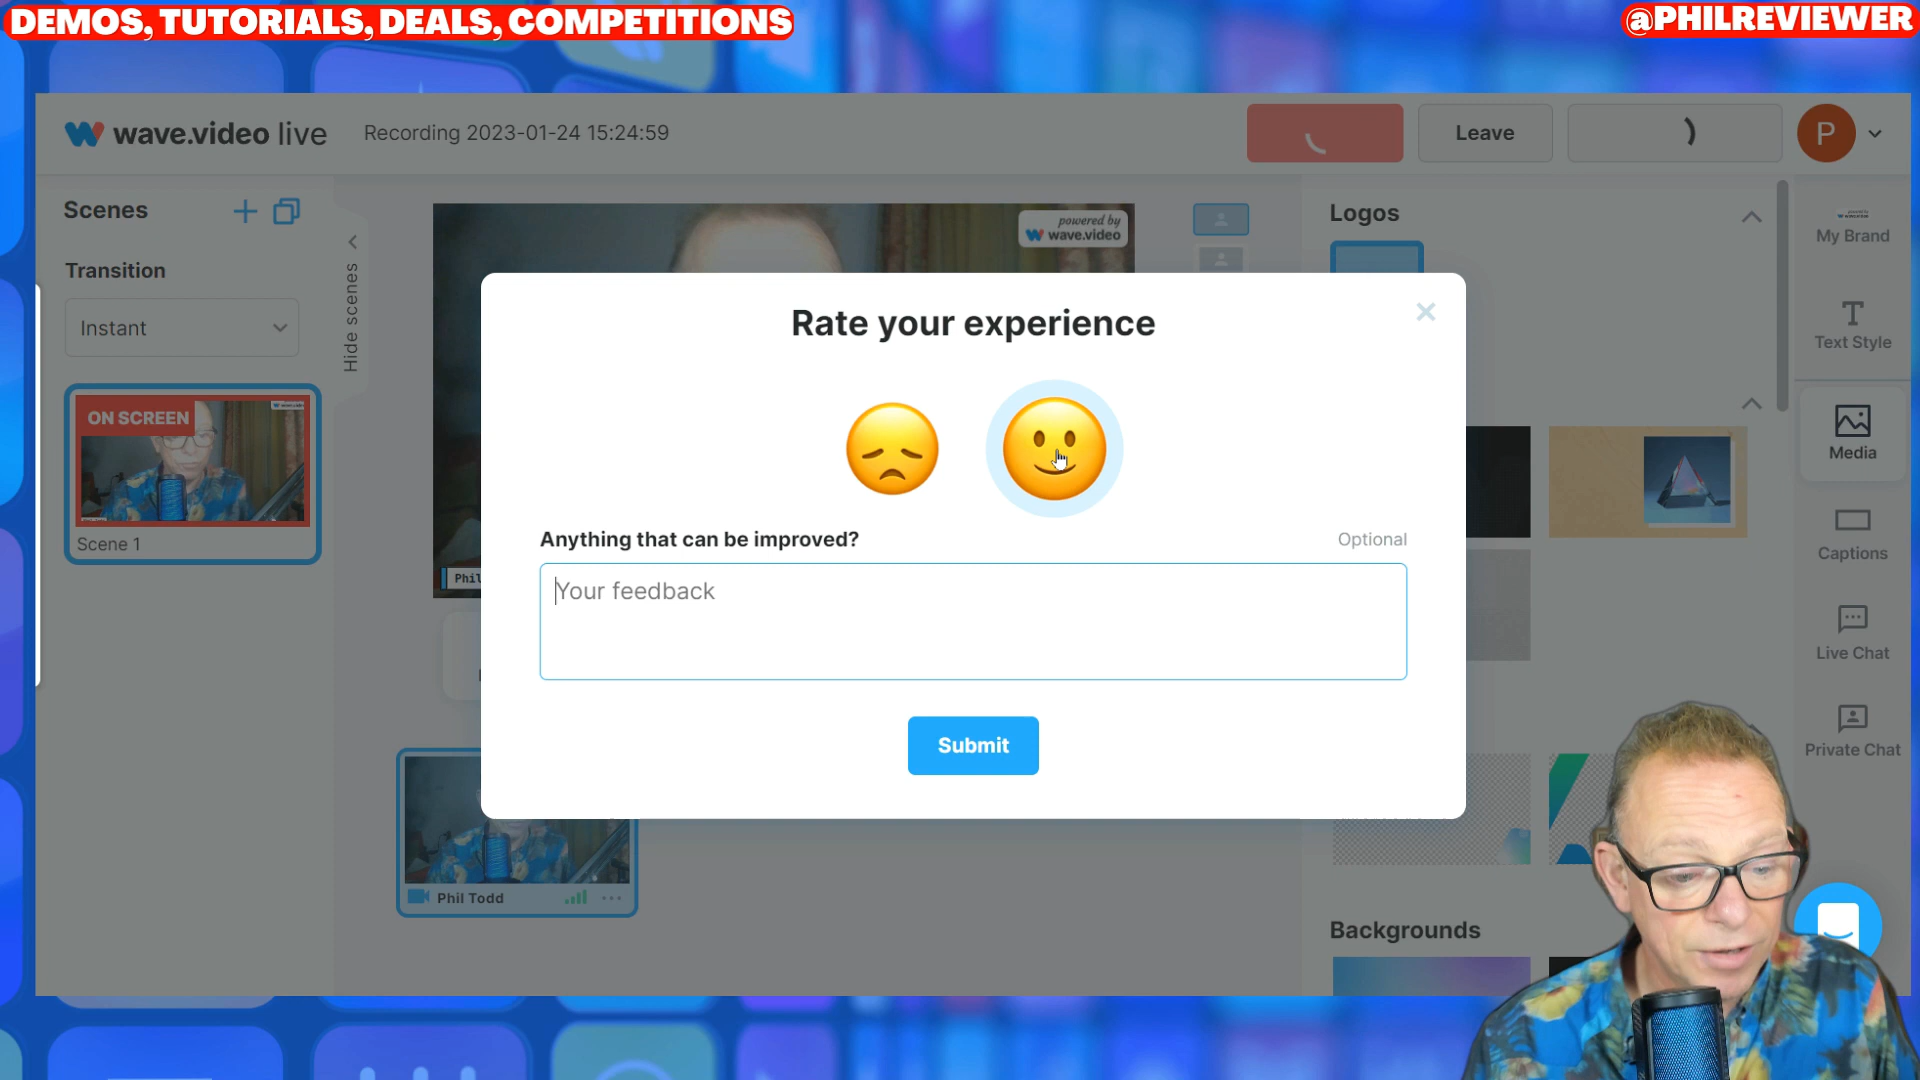 DEMOS, TUTORIALS, DEALS, COMPETITIONS
@PHILREVIEWER
wave.video live
Recording 2023-01-24 15:24:59
Leave
P
Scenes
Transition
Instant
Hide scenes
ON SCREEN
Scene 1
powered by
wave.video
Logos
My Brand
Text Style
Media
Captions
Live Chat
Private Chat
Rate your experience
Anything that can be improved?
Optional
Your feedback
Submit
Phil
Phil Todd
Backgrounds